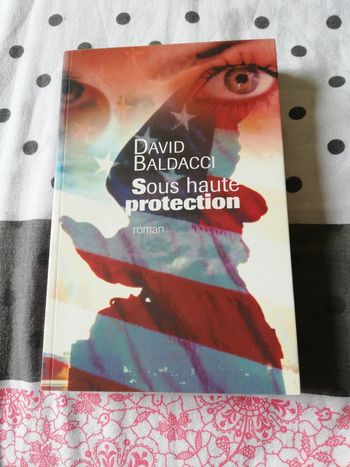 DAVID
BALDACCI
Sous haute
protection
roman